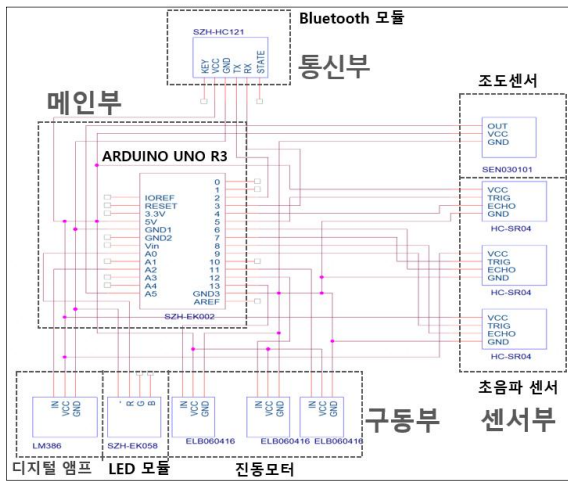 Bluetooth 모듈
SZH-HC121
KEY
VCC
GND
TX
RX
STATE
통신부
메인부
조도센서
OUT
VCC
GND
SEN030101
ARDUINO UNO R3
IOREF
RESET
3.3V
5V
GND1
GND2
Vin
A0
A1
A2
A3
A4
A5
0
1
2
3
4
5
6
7
8
9
10
11
12
13
GND3
AREF
SZH-EK002
VCC
TRIG
ECHO
GND
HC-SR04
VCC
TRIG
ECHO
GND
HC-SR04
VCC
TRIG
ECHO
GND
HC-SR04
초음파 센서
센서부
구동부
IN
VCC
GND
LM386
디지털 앰프
-
R
G
B
SZH-EK058
LED 모듈
IN
VCC
GND
ELB060416
IN
VCC
GND
ELB060416
IN
VCC
GND
ELB060416
진동모터